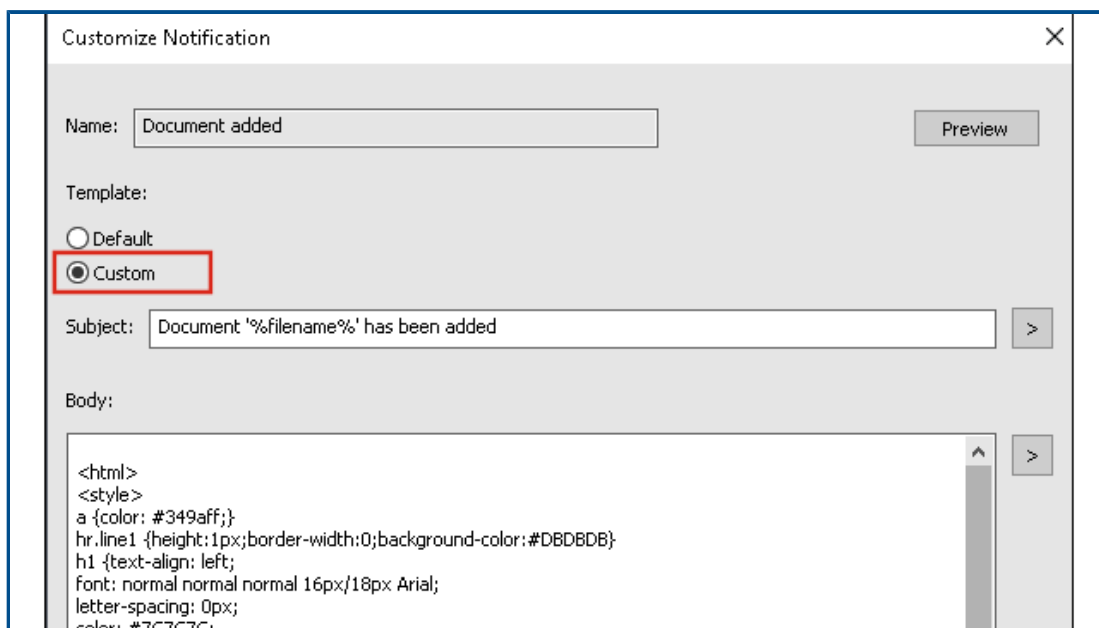 Customize Notification
Name: Document added
Preview
Template:
Default
Custom
Subject: Document '%filename%' has been added >
Body:
>
<html>
<style>
a {color: #349aff;}
hr.line1 {height:1px;border-width:0;background-color:#DBDBDB}
h1 {text-align: left;
font: normal normal normal 16px/18px Arial;
letter-spacing: 0px;
color: #7C7C7C;